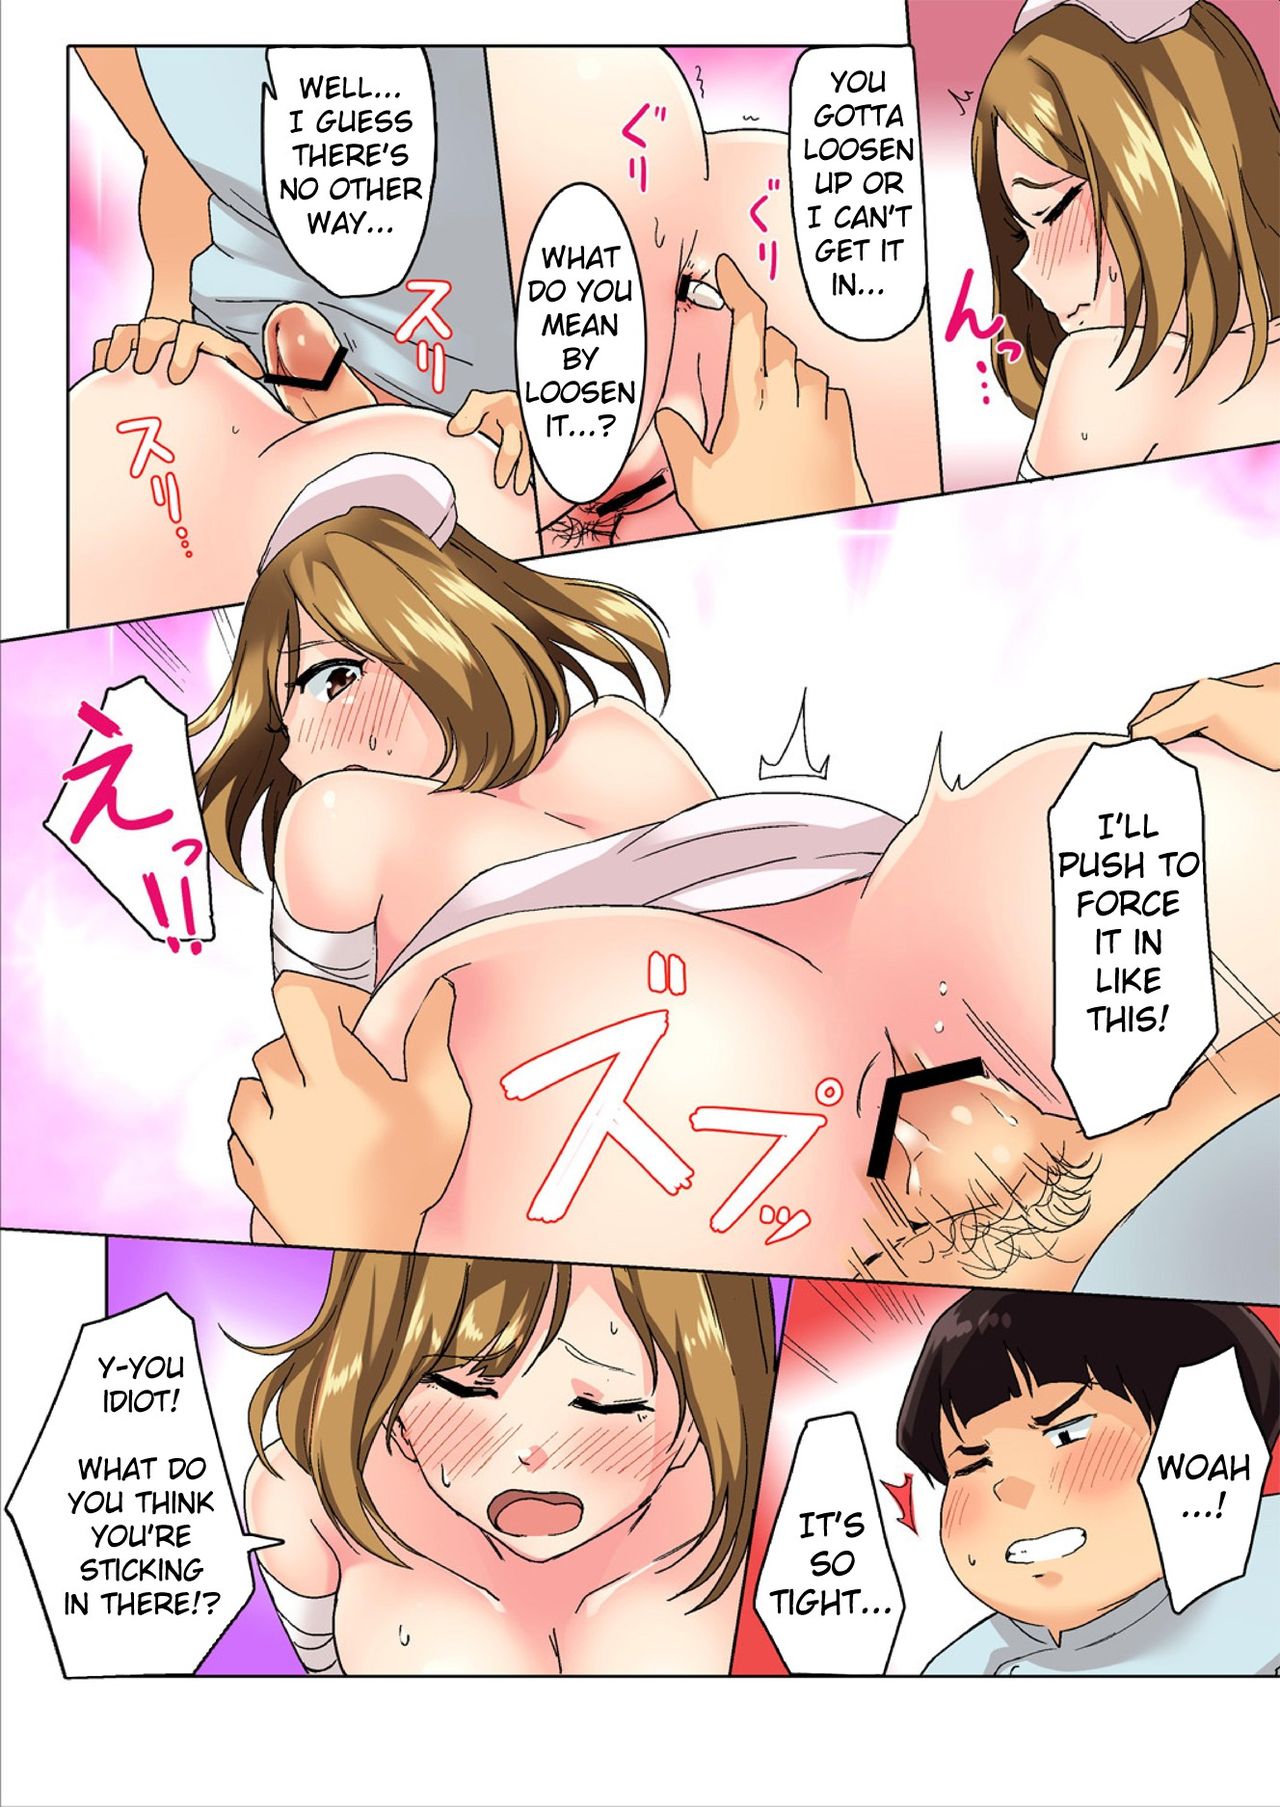 YOU
GOTTA
LOOSEN
UP OR
I CAN'T
GET IT
IN...
んっ…
ぐり
ぐり
WHAT
DO YOU
MEAN
BY
LOOSEN
IT...?
WELL...
I GUESS
THERE'S
NO OTHER
WAY...
スリ
スリ…
I'LL
PUSH TO
FORCE
IT IN
LIKE
THIS!
えっ!!
ズプッ
WOAH
...!
IT'S
SO
TIGHT...
Y-YOU
IDIOT!
WHAT DO
YOU THINK
YOU'RE
STICKING
IN THERE!?